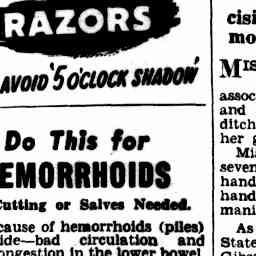 RAZORS
AVOID '5 O'CLOCK SHADOW'
Do This for
EMORRHOIDS
Cutting or Salves Needed.
cause of hemorrhoids (piles)
ide—bad circulation and
ongestion in the lower bowel
cisi
mo
MIS
assoc
and
ditch
her g
Mi
seven
hand
hand
mani
As
State